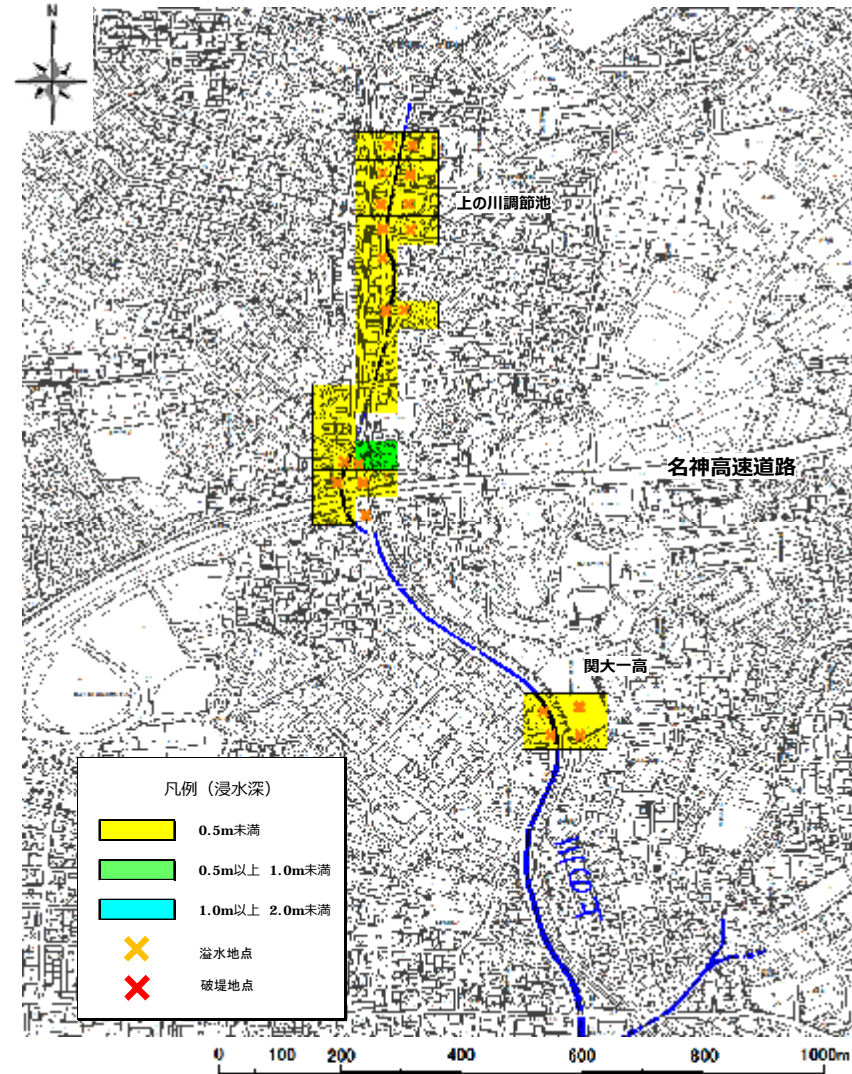 N
上の川調節池
名神高速道路
関大一高
凡例（浸水深）
0.5m未満
0.5m以上 1.0m未満
1.0m以上 2.0m未満
溢水地点
破堤地点
上の川
0 100 200 400 600 800 1000m